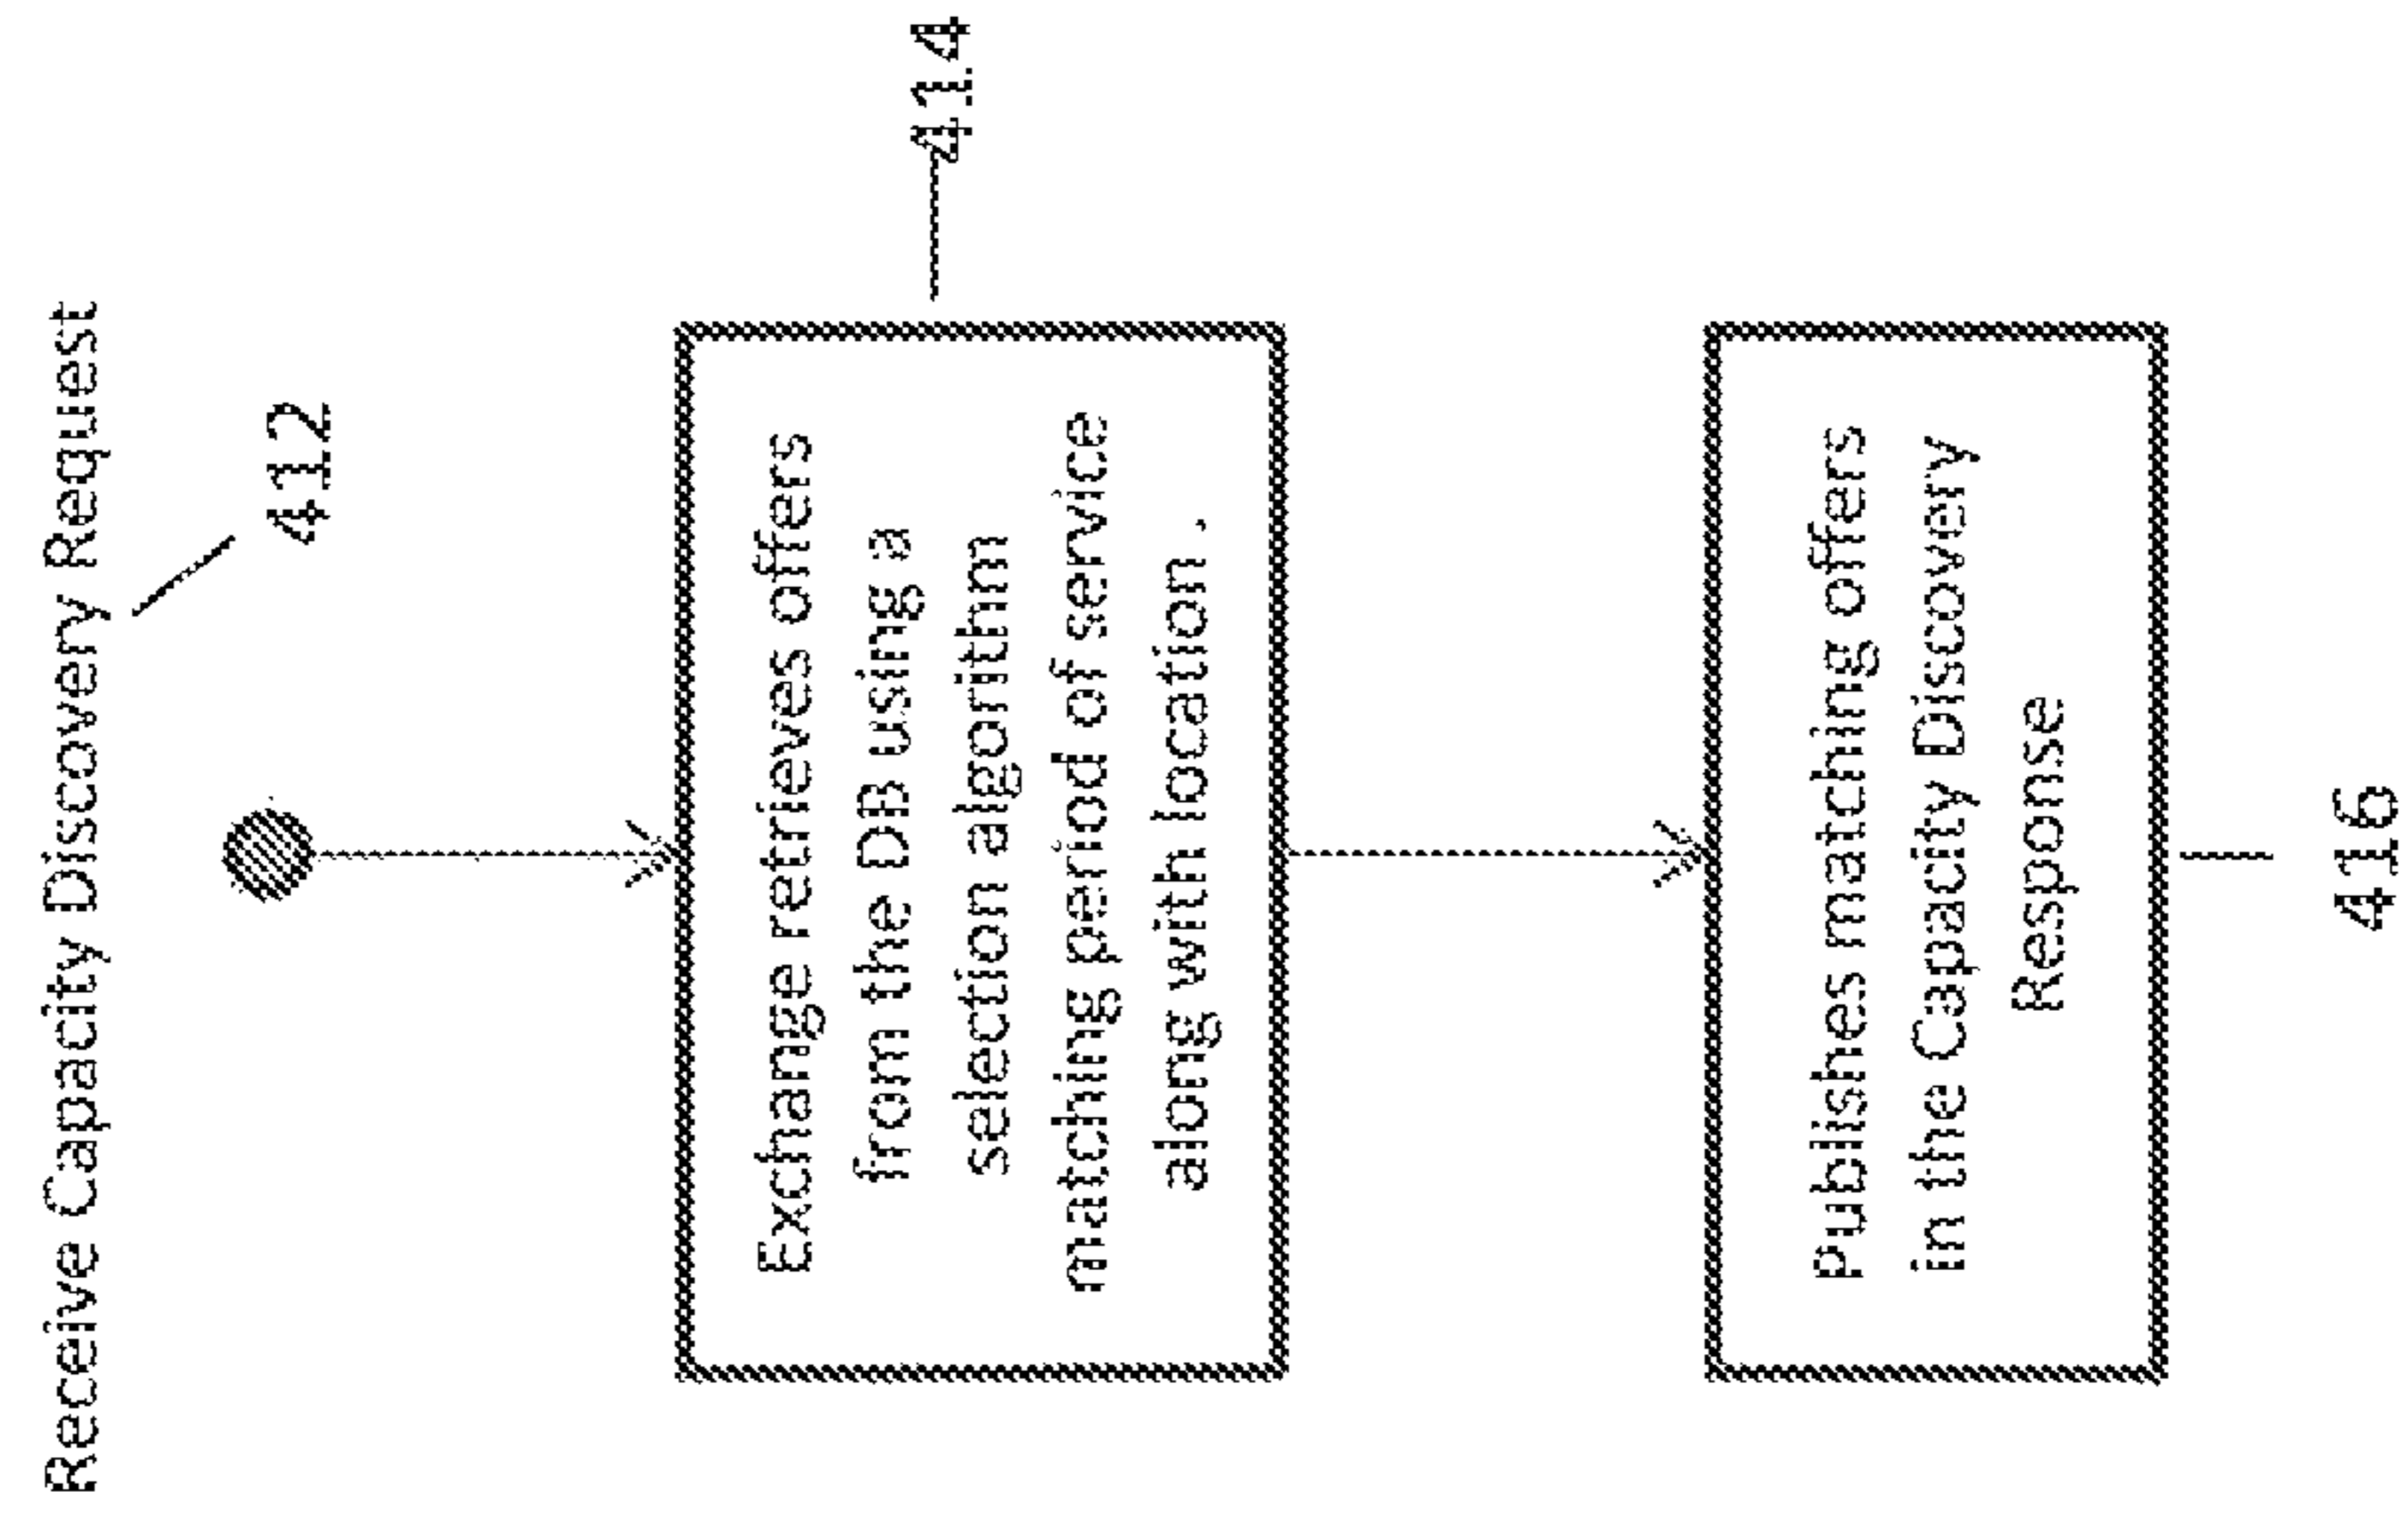 Receive Capacity Discovery Request
412
Exchange retrieves offers
from the DB using a
selection algorithm
matching period of service
along with location .
414
Publishes matching offers
in the Capacity Discovery
Response
416